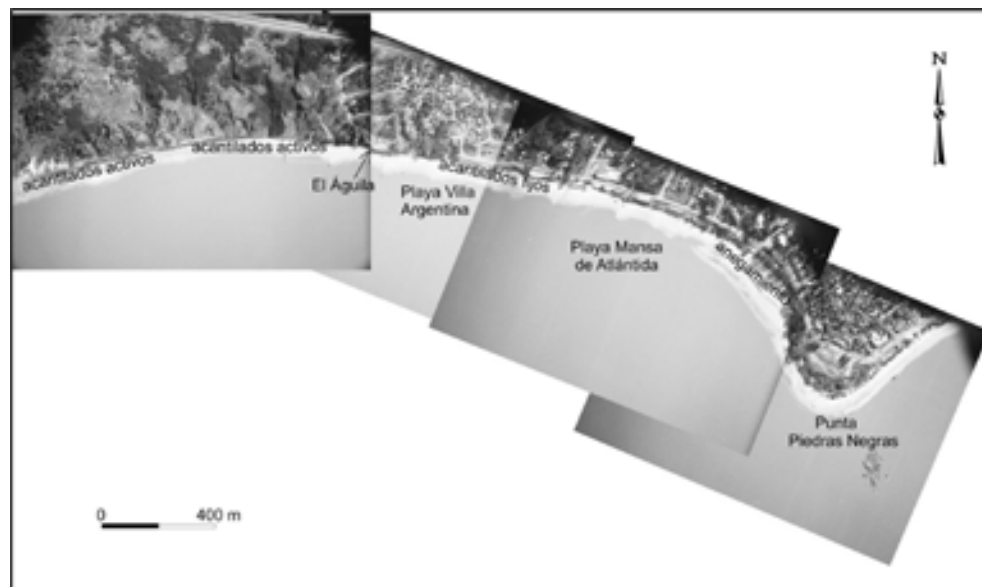 N
acantilados activos
acantilados activos
El Águila
Playa Villa
Argentina
acantilados fijos
Playa Mansa
de Atlántida
Punta
Piedras Negras
0 400 m